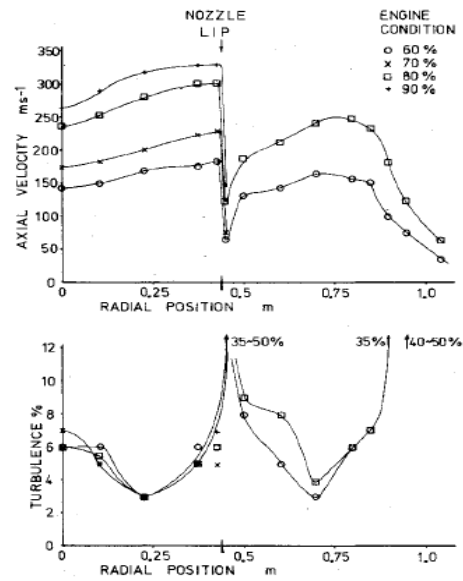 NOZZLE
LIP
ENGINE
CONDITION
60 %
70 %
80 %
90 %
350
300
250
200
150
100
50
0
AXIAL VELOCITY ms⁻¹
0 0.25 0.5 0.75 1.0
RADIAL POSITION m
35-50% 35% 40-50%
12
10
8
6
4
2
0
TURBULENCE %
0 0.25 0.5 0.75 1.0
RADIAL POSITION m